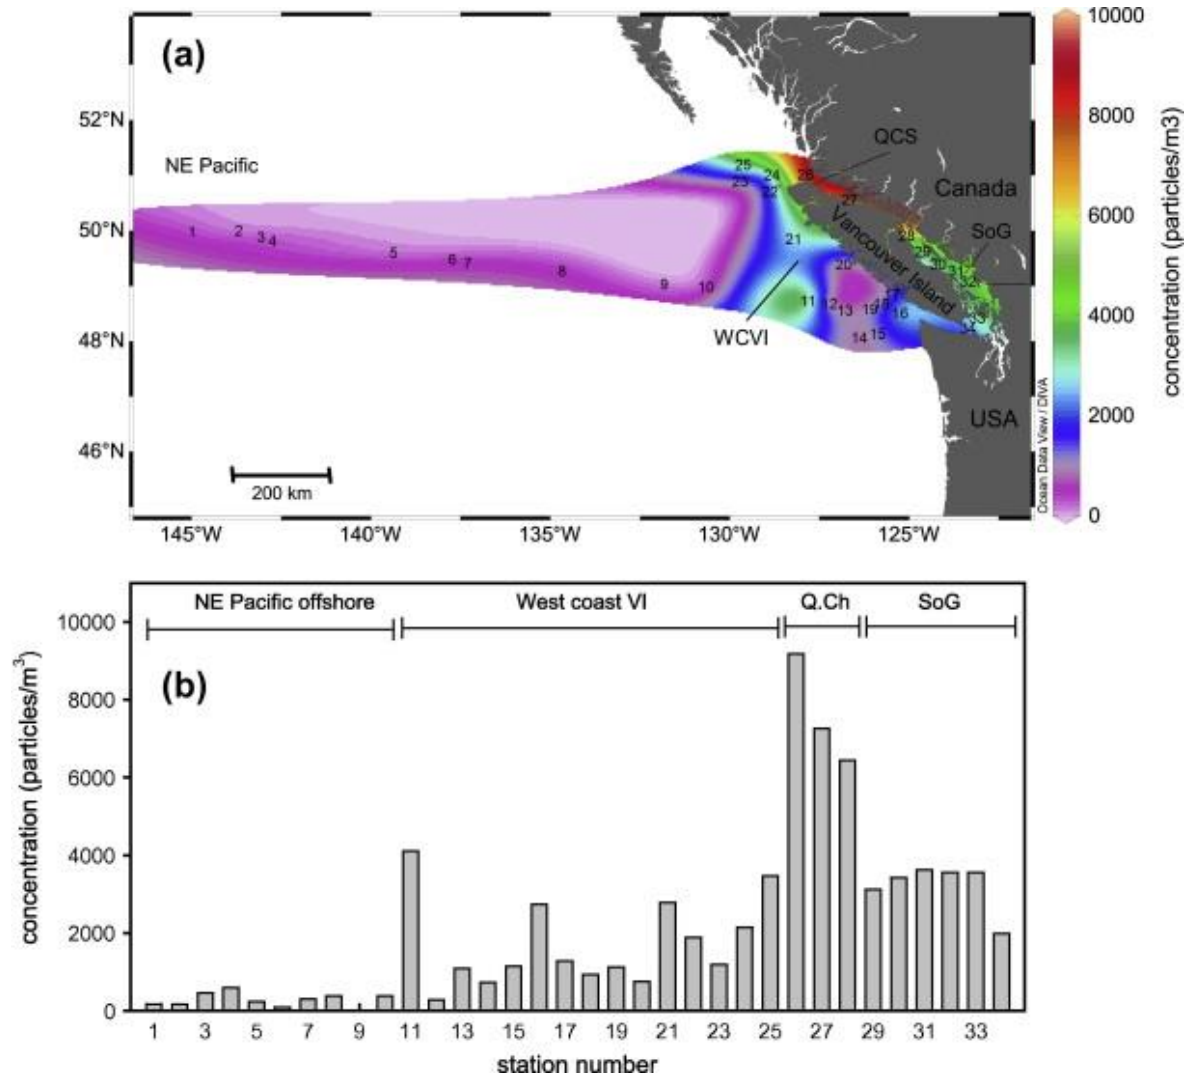 (a)
NE Pacific
QCS
Canada
SoG
Vancouver Island
WCVI
USA
1 2 3 4 5 6 7 8 9 10 11 12 13 14 15 16 19 20 21 22 23 24 25 26 27 28 29 30 31 32 33 34
52°N
50°N
48°N
46°N
200 km
145°W 140°W 135°W 130°W 125°W
Ocean Data View / DIVA
10000
8000
6000
4000
2000
0
concentration (particles/m3)
(b)
NE Pacific offshore West coast VI Q.Ch SoG
10000
8000
6000
4000
2000
0
concentration (particles/m³)
1 3 5 7 9 11 13 15 17 19 21 23 25 27 29 31 33
station number